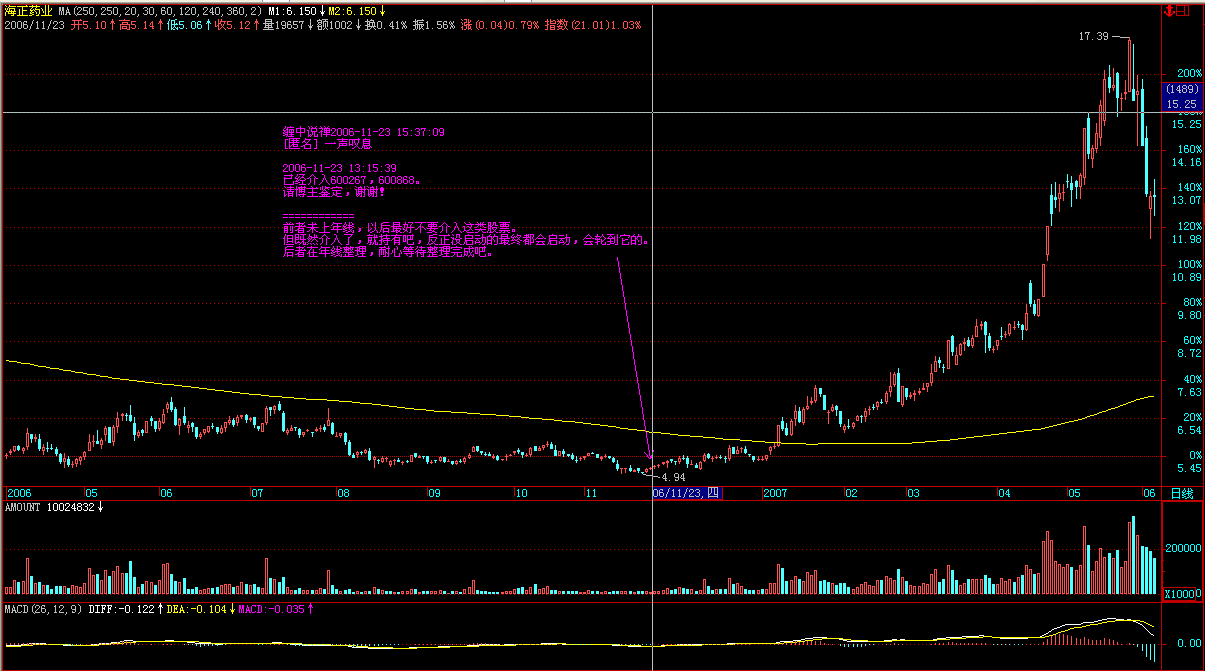 海正药业 MA(250,250,20,30,60,120,240,360,2) M1:6.150↓M2:6.150↓
2006/11/23 开5.10↑高5.14↑低5.06↑收5.12↑量19657↓额1002↓换0.41% 振1.56% 涨(0.04)0.79% 指数(21.01)1.03%
17.39
200%
(1489)
15.25
15.25
160%
14.16
140%
13.07
120%
11.98
100%
10.89
80%
9.80
60%
8.72
40%
7.63
20%
6.54
0%
5.45
缠中说禅2006-11-23 15:37:09
[匿名] 一声叹息
2006-11-23 13:15:39
已经介入600267，600868。
请博主鉴定，谢谢！
============
前者未上年线，以后最好不要介入这类股票。
但既然介入了，就持有吧，反正没启动的最终都会启动，会轮到它的。
后者在年线整理，耐心等待整理完成吧。
4.94
2006 05 06 07 08 09 10 11 06/11/23,四 2007 02 03 04 05 06 日线
AMOUNT 10024832↓
200000
X10000
MACD(26,12,9) DIFF:-0.122↑DEA:-0.104↓MACD:-0.035↑
0.00